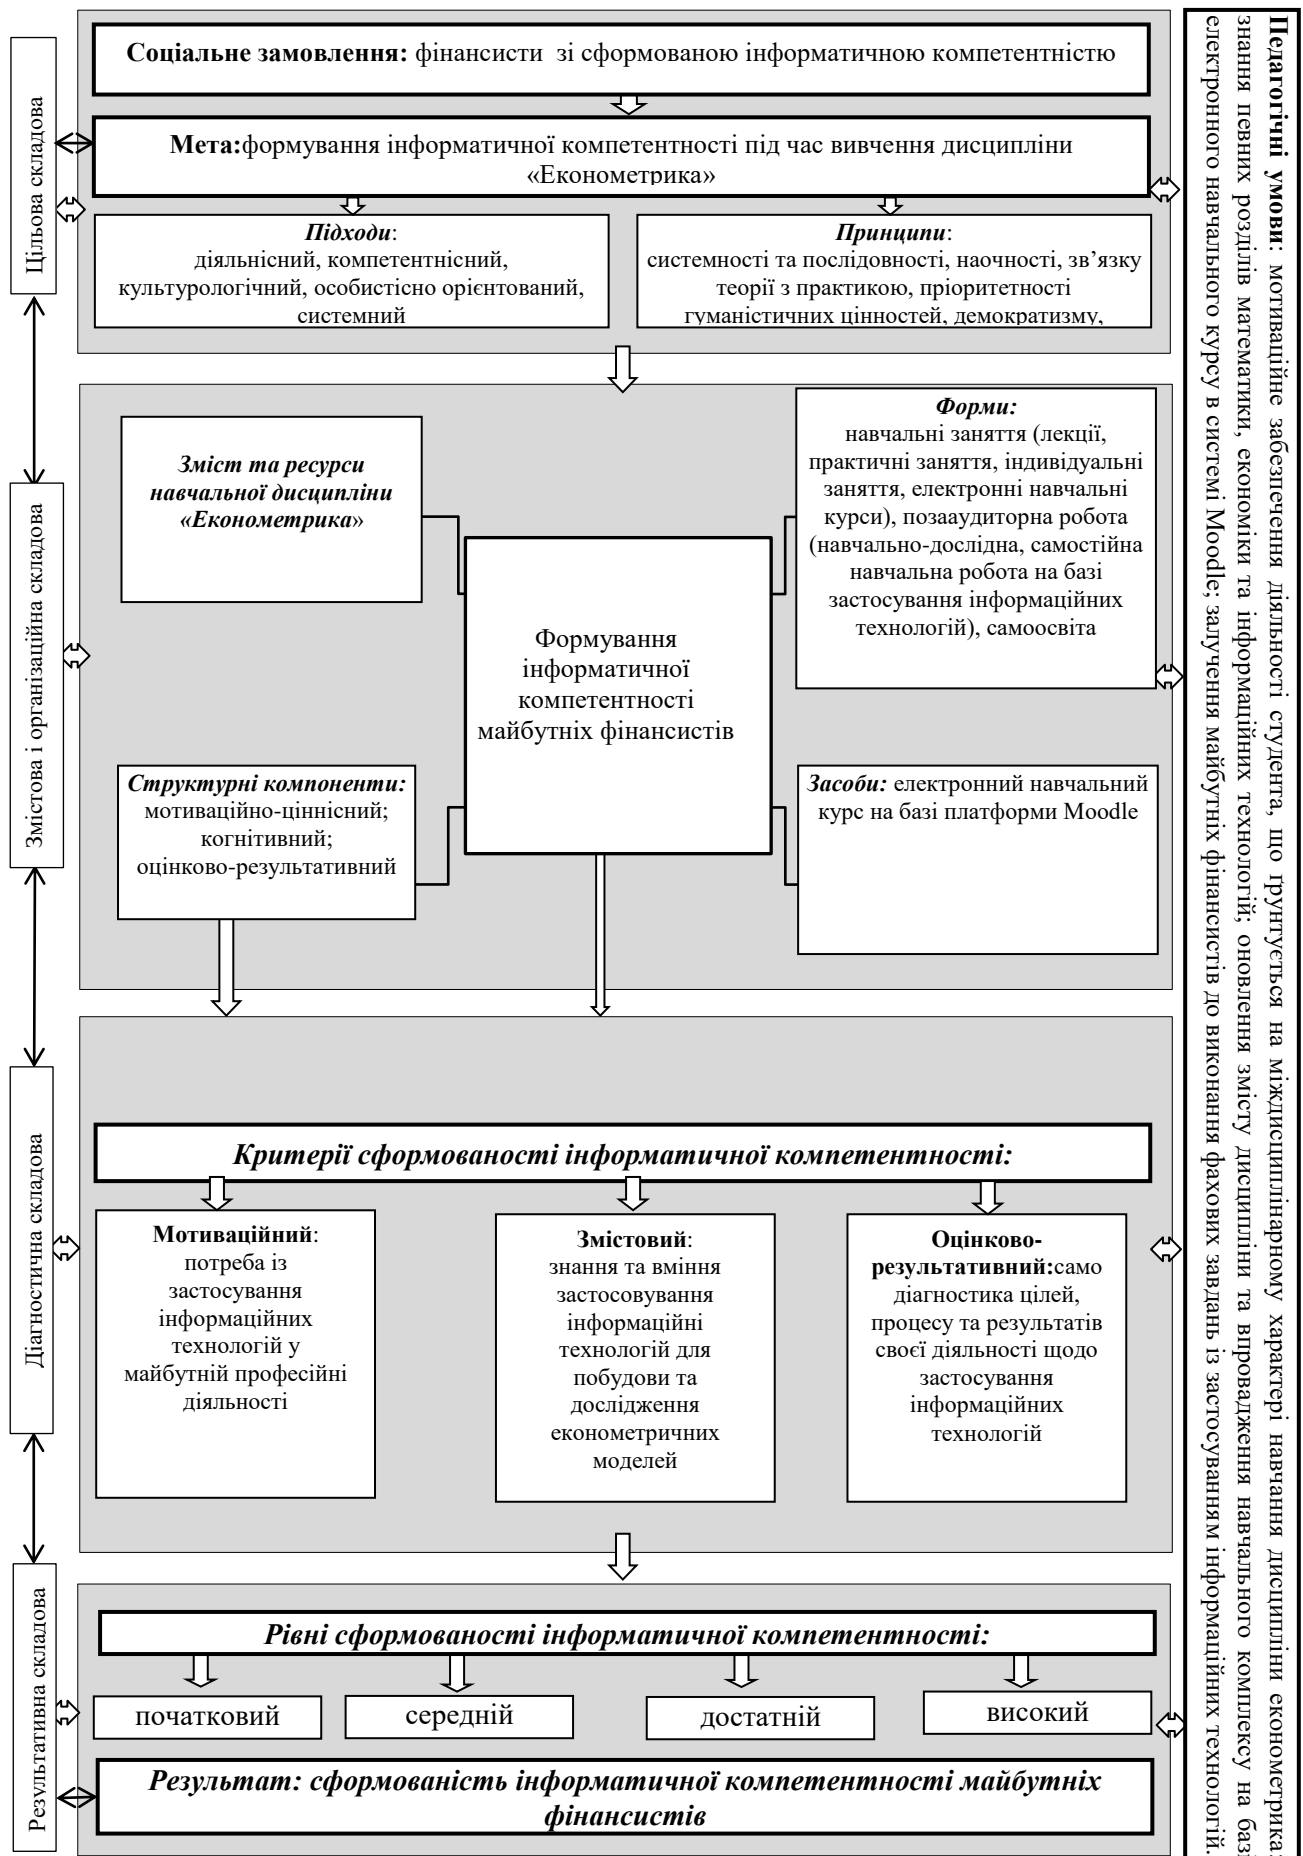 Соціальне замовлення: фінансисти зі сформованою інформатичною компетентністю
Мета:формування інформатичної компетентності під час вивчення дисципліни
«Економетрика»
Підходи:
діяльнісний, компетентнісний,
культурологічний, особистісно орієнтований,
системний
Принципи:
системності та послідовності, наочності, зв’язку
теорії з практикою, пріоритетності
гуманістичних цінностей, демократизму,
Цільова складова
Зміст та ресурси
навчальної дисципліни
«Економетрика»
Форми:
навчальні заняття (лекції,
практичні заняття, індивідуальні
заняття, електронні навчальні
курси), позааудиторна робота
(навчально-дослідна, самостійна
навчальна робота на базі
застосування інформаційних
технологій), самоосвіта
Формування
інформатичної
компетентності
майбутніх фінансистів
Структурні компоненти:
мотиваційно-ціннісний;
когнітивний;
оцінково-результативний
Засоби: електронний навчальний
курс на базі платформи Moodle
Змістова і організаційна складова
Критерії сформованості інформатичної компетентності:
Мотиваційний:
потреба із
застосування
інформаційних
технологій у
майбутній професійні
діяльності
Змістовий:
знання та вміння
застосовування
інформаційні
технологій для
побудови та
дослідження
економетричних
моделей
Оцінково-
результативний:само
діагностика цілей,
процесу та результатів
своєї діяльності щодо
застосування
інформаційних
технологій
Діагностична складова
Рівні сформованості інформатичної компетентності:
початковий
середній
достатній
високий
Результат: сформованість інформатичної компетентності майбутніх
фінансистів
Результативна складова
Педагогічні умови: мотиваційне забезпечення діяльності студента, що ґрунтується на міждисциплінарному характері навчання дисципліни економетрика:
знання певних розділів математики, економіки та інформаційних технологій; оновлення змісту дисципліни та впровадження навчального комплексу на базі
електронного навчального курсу в системі Moodle; залучення майбутніх фінансистів до виконання фахових завдань із застосуванням інформаційних технологій.